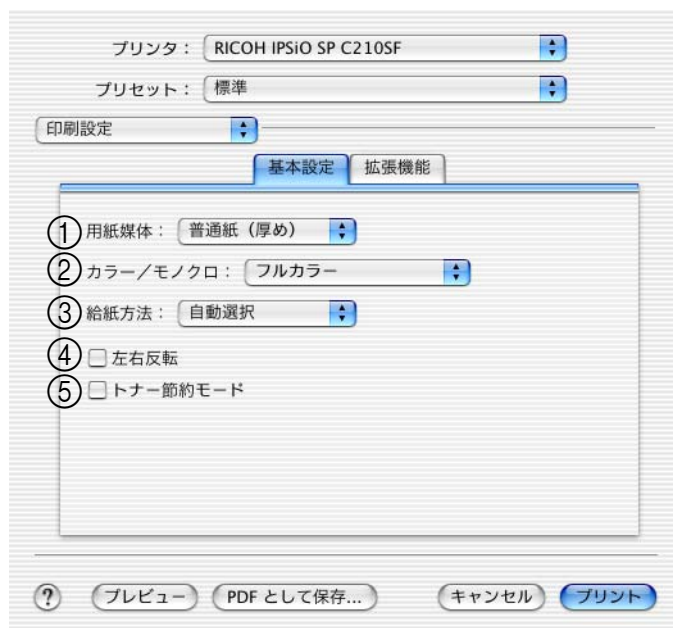 プリンタ： RICOH IPSiO SP C210SF
プリセット： 標準
印刷設定
基本設定 拡張機能
① 用紙媒体： 普通紙（厚め）
② カラー／モノクロ： フルカラー
③ 給紙方法： 自動選択
④ 左右反転
⑤ トナー節約モード
? プレビュー PDF として保存... キャンセル プリント